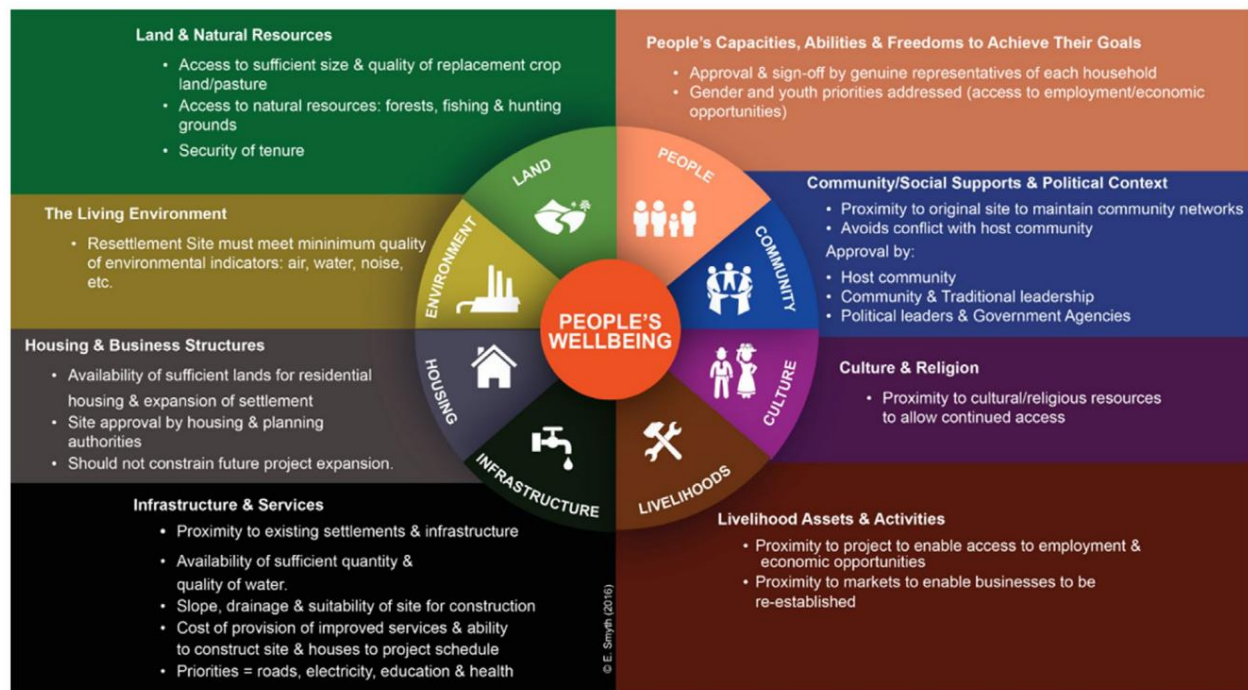 Land & Natural Resources
• Access to sufficient size & quality of replacement crop
land/pasture
• Access to natural resources: forests, fishing & hunting
grounds
• Security of tenure
The Living Environment
• Resettlement Site must meet mininimum quality
of environmental indicators: air, water, noise,
etc.
Housing & Business Structures
• Availability of sufficient lands for residential
housing & expansion of settlement
• Site approval by housing & planning
authorities
• Should not constrain future project expansion.
Infrastructure & Services
• Proximity to existing settlements & infrastructure
• Availability of sufficient quantity &
quality of water.
• Slope, drainage & suitability of site for construction
• Cost of provision of improved services & ability
to construct site & houses to project schedule
• Priorities = roads, electricity, education & health
LAND
ENVIRONMENT
HOUSING
INFRASTRUCTURE
PEOPLE'S
WELLBEING
PEOPLE
COMMUNITY
CULTURE
LIVELIHOODS
People's Capacities, Abilities & Freedoms to Achieve Their Goals
• Approval & sign-off by genuine representatives of each household
• Gender and youth priorities addressed (access to employment/economic
opportunities)
Community/Social Supports & Political Context
• Proximity to original site to maintain community networks
• Avoids conflict with host community
Approval by:
• Host community
• Community & Traditional leadership
• Political leaders & Government Agencies
Culture & Religion
• Proximity to cultural/religious resources
to allow continued access
Livelihood Assets & Activities
• Proximity to project to enable access to employment &
economic opportunities
• Proximity to markets to enable businesses to be
re-established
© E. Smyth (2016)